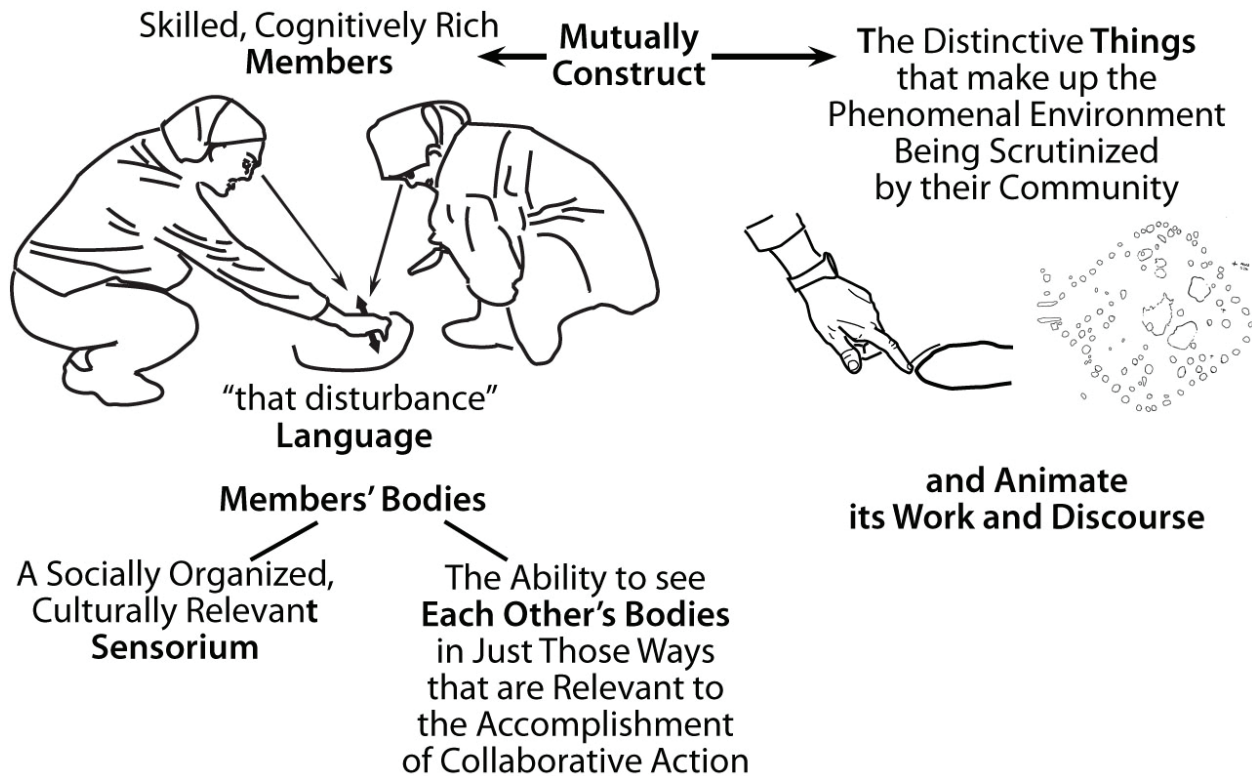 Skilled, Cognitively Rich
Members
Mutually
Construct
The Distinctive Things
that make up the
Phenomenal Environment
Being Scrutinized
by their Community
“that disturbance”
Language
and Animate
its Work and Discourse
Members’ Bodies
A Socially Organized,
Culturally Relevant
Sensorium
The Ability to see
Each Other’s Bodies
in Just Those Ways
that are Relevant to
the Accomplishment
of Collaborative Action